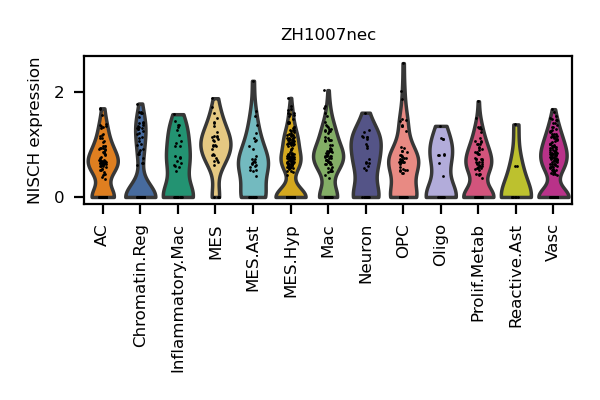 ZH1007nec
NISCH expression
2
0
AC
Chromatin.Reg
Inflammatory.Mac
MES
MES.Ast
MES.Hyp
Mac
Neuron
OPC
Oligo
Prolif.Metab
Reactive.Ast
Vasc